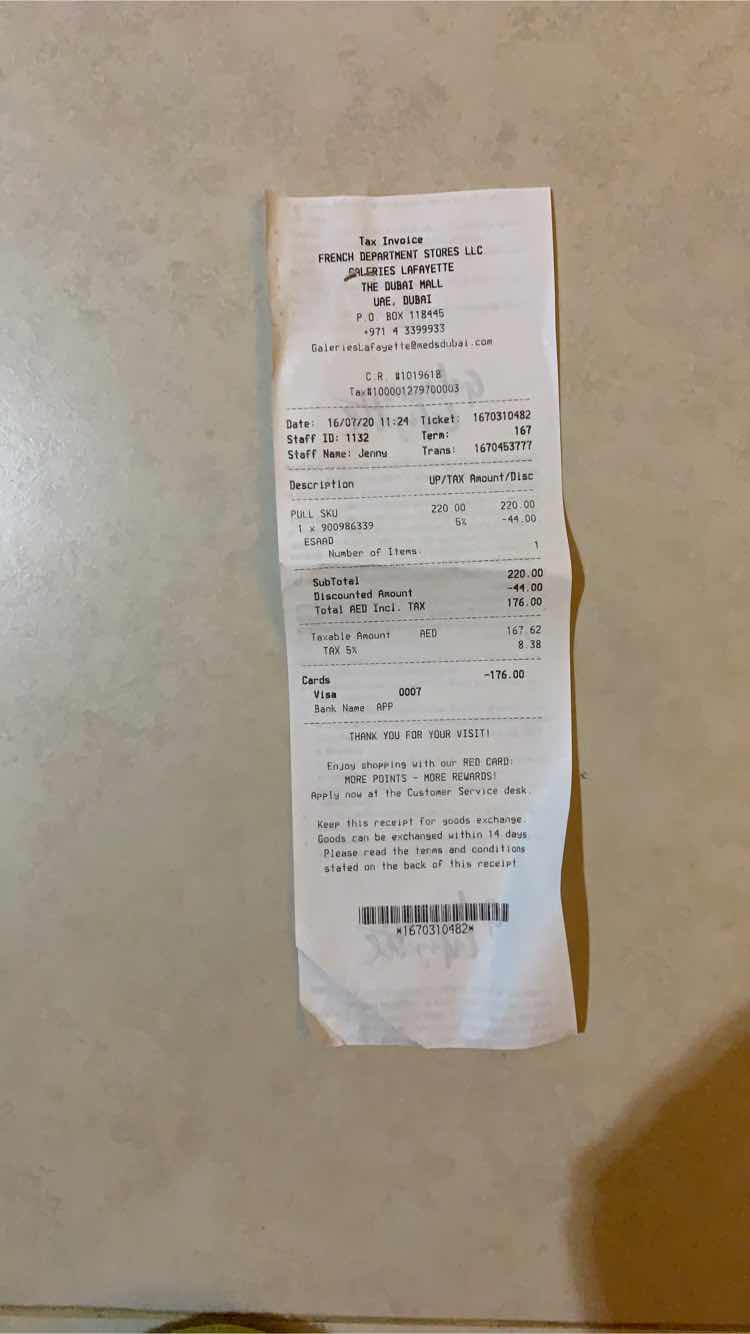 Tax Invoice
FRENCH DEPARTMENT STORES LLC
GALERIES LAFAYETTE
THE DUBAI MALL
UAE, DUBAI
P.O. BOX 118445
+971 4 3399933
GaleriesLafayette@medsdubai.com
C.R. #1019618
Tax#100001279700003
Date: 16/07/20 11:24 Ticket: 1670310482
Staff ID: 1132 Term: 167
Staff Name: Jenny Trans: 1670453777
Description UP/TAX Amount/Disc
PULL SKU 220.00 220.00
1 x 900986339 5% -44.00
ESAAD
Number of Items. 1
SubTotal 220.00
Discounted Amount -44.00
Total AED Incl. TAX 176.00
Taxable Amount AED 167.62
TAX 5% 8.38
Cards -176.00
Visa 0007
Bank Name APP
THANK YOU FOR YOUR VISIT!
Enjoy shopping with our RED CARD:
MORE POINTS - MORE REWARDS!
Apply now at the Customer Service desk.
Keep this receipt for goods exchange.
Goods can be exchanged within 14 days
Please read the terms and conditions
stated on the back of this receipt
*1670310482*